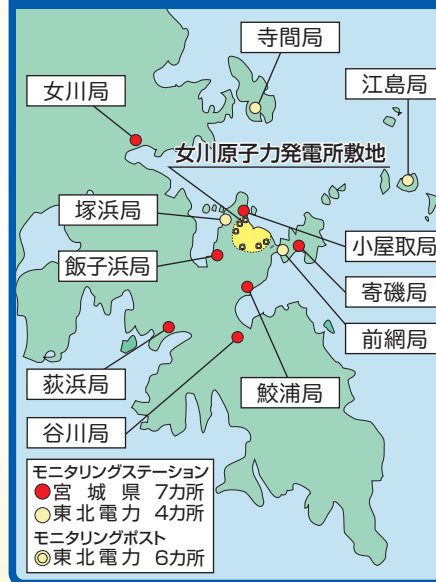 寺間局
江島局
女川局
女川原子力発電所敷地
塚浜局
小屋取局
飯子浜局
寄磯局
前網局
荻浜局
鮫浦局
谷川局
モニタリングステーション
宮城県 7カ所
東北電力 4カ所
モニタリングポスト
東北電力 6カ所